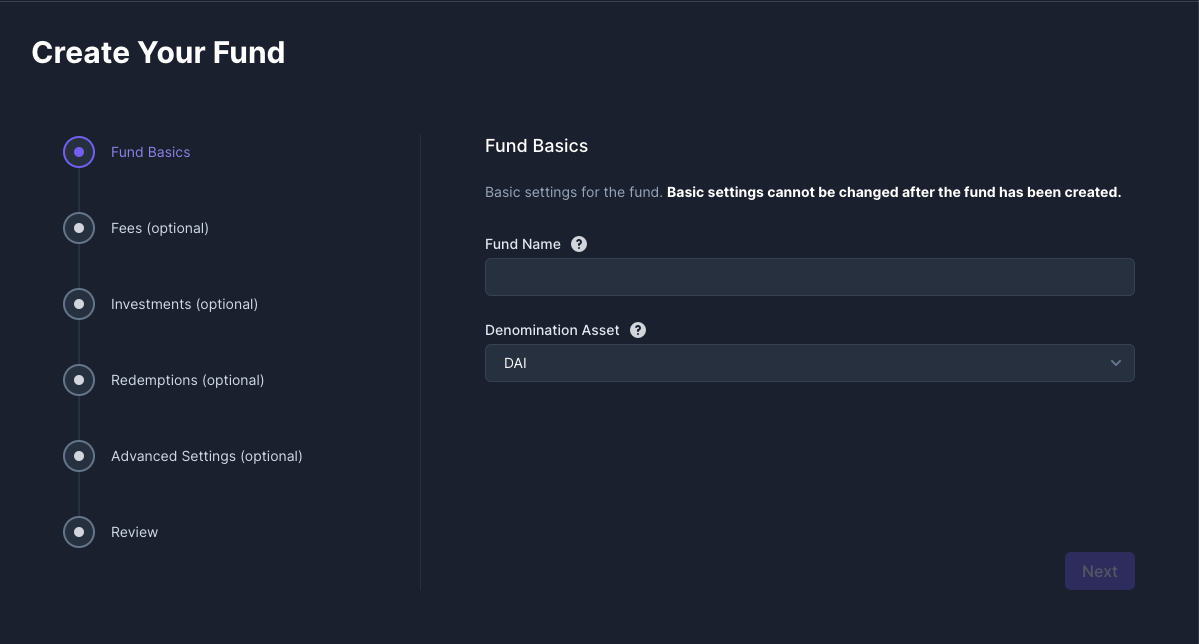 Create Your Fund
Fund Basics
Fees (optional)
Investments (optional)
Redemptions (optional)
Advanced Settings (optional)
Review
Fund Basics
Basic settings for the fund. Basic settings cannot be changed after the fund has been created.
Fund Name ?
Denomination Asset ?
DAI
Next